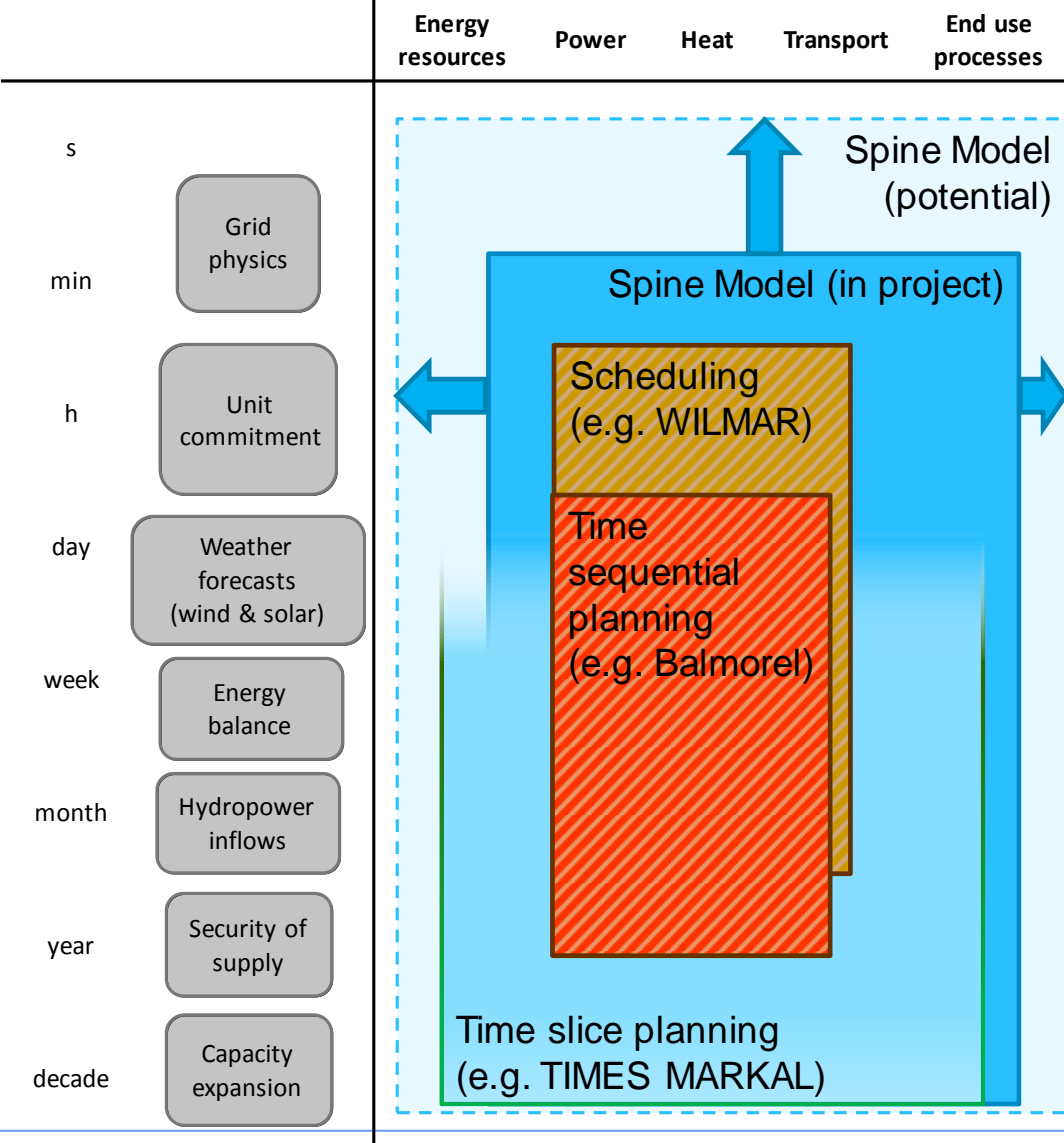 Energy
resources
Power
Heat
Transport
End use
processes
s
min
h
day
week
month
year
decade
Grid
physics
Unit
commitment
Weather
forecasts
(wind & solar)
Energy
balance
Hydropower
inflows
Security of
supply
Capacity
expansion
Spine Model
(potential)
Spine Model (in project)
Scheduling
(e.g. WILMAR)
Time
sequential
planning
(e.g. Balmorel)
Time slice planning
(e.g. TIMES MARKAL)